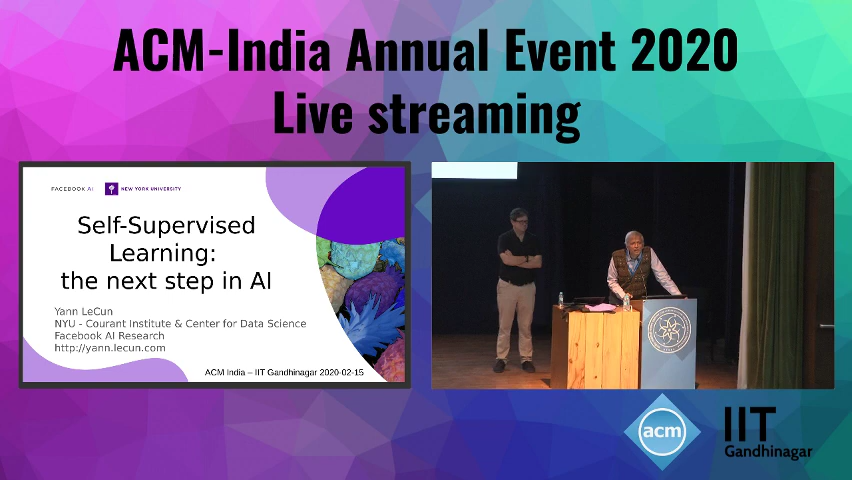 ACM-India Annual Event 2020
Live streaming
FACEBOOK AI
NEW YORK UNIVERSITY
Self-Supervised
Learning:
the next step in AI
Yann LeCun
NYU - Courant Institute & Center for Data Science
Facebook AI Research
http://yann.lecun.com
ACM India – IIT Gandhinagar 2020-02-15
acm
IIT
Gandhinagar